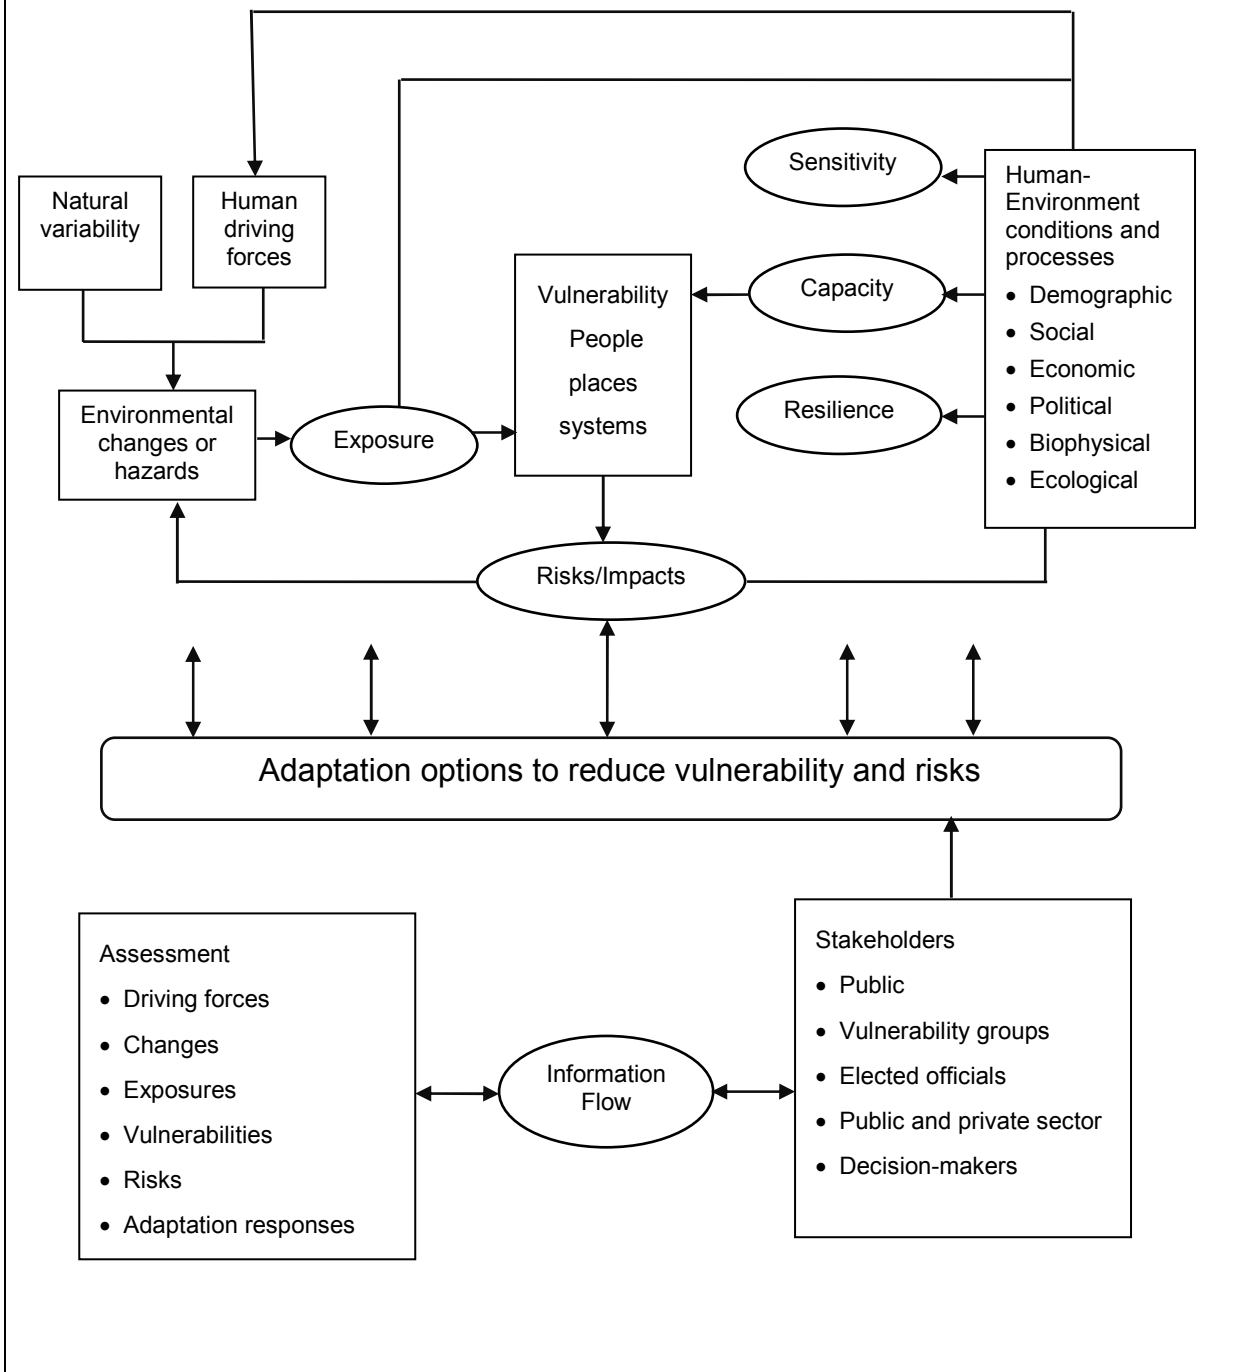 Natural
variability
Human
driving
forces
Sensitivity
Human-
Environment
conditions and
processes
• Demographic
• Social
• Economic
• Political
• Biophysical
• Ecological
Capacity
Resilience
Vulnerability
People
places
systems
Environmental
changes or
hazards
Exposure
Risks/Impacts
Adaptation options to reduce vulnerability and risks
Assessment
• Driving forces
• Changes
• Exposures
• Vulnerabilities
• Risks
• Adaptation responses
Information
Flow
Stakeholders
• Public
• Vulnerability groups
• Elected officials
• Public and private sector
• Decision-makers